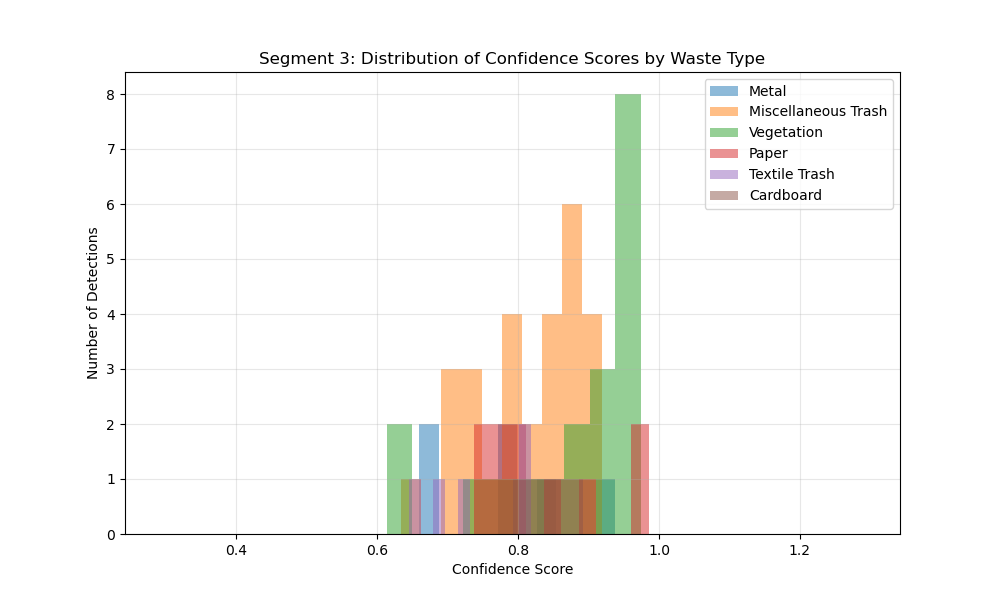 Segment 3: Distribution of Confidence Scores by Waste Type
Metal
Miscellaneous Trash
Vegetation
Paper
Textile Trash
Cardboard
Number of Detections
8
7
6
5
4
3
2
1
0
0.4 0.6 0.8 1.0 1.2
Confidence Score